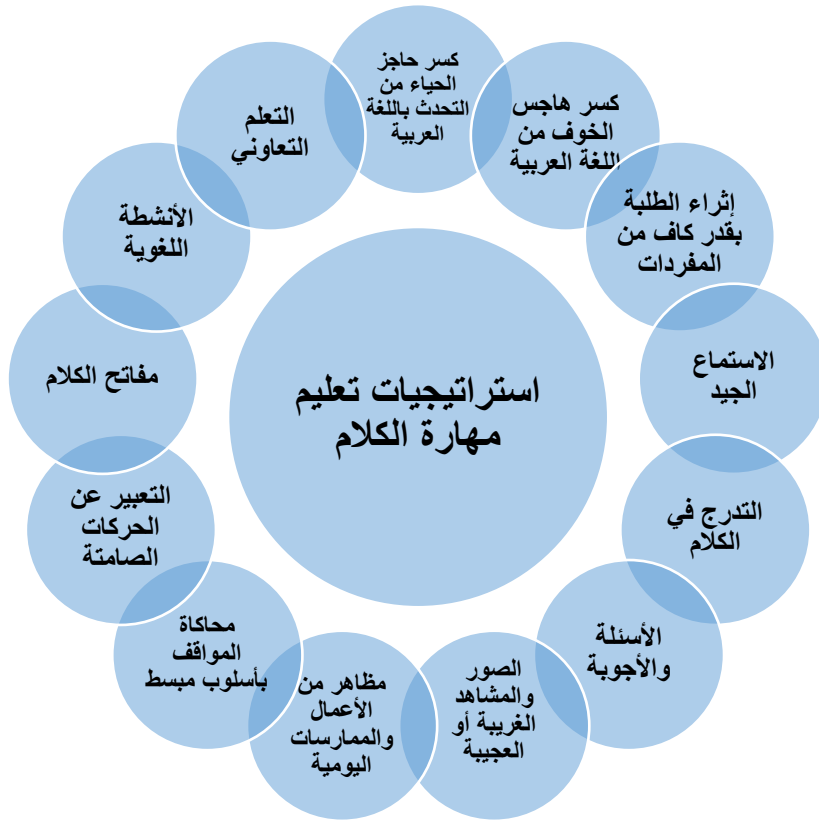 كسر حاجز
الحياء من
التحدث باللغة
العربية
كسر هاجس
الخوف من
اللغة العربية
إثراء الطلبة
بقدر كاف من
المفردات
الاستماع
الجيد
التدرج في
الكلام
الأسئلة
والأجوبة
الصور
والمشاهد
الغريبة أو
العجيبة
مظاهر من
الأعمال
والممارسات
اليومية
محاكاة
المواقف
بأسلوب مبسط
التعبير عن
الحركات
الصامتة
مفاتح الكلام
الأنشطة
اللغوية
التعلم
التعاوني
استراتيجيات تعليم
مهارة الكلام